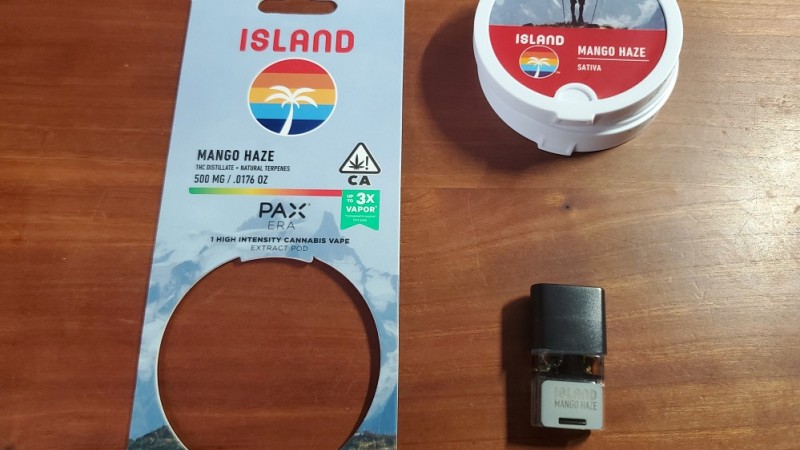 ISLAND
MANGO HAZE
THC DISTILLATE + NATURAL TERPENES
500 MG / .0176 OZ
CA
UP TO 3X
VAPOR*
PAX
ERA
1 HIGH INTENSITY CANNABIS VAPE
EXTRACT POD
ISLAND
MANGO HAZE
SATIVA
ISLAND
MANGO HAZE